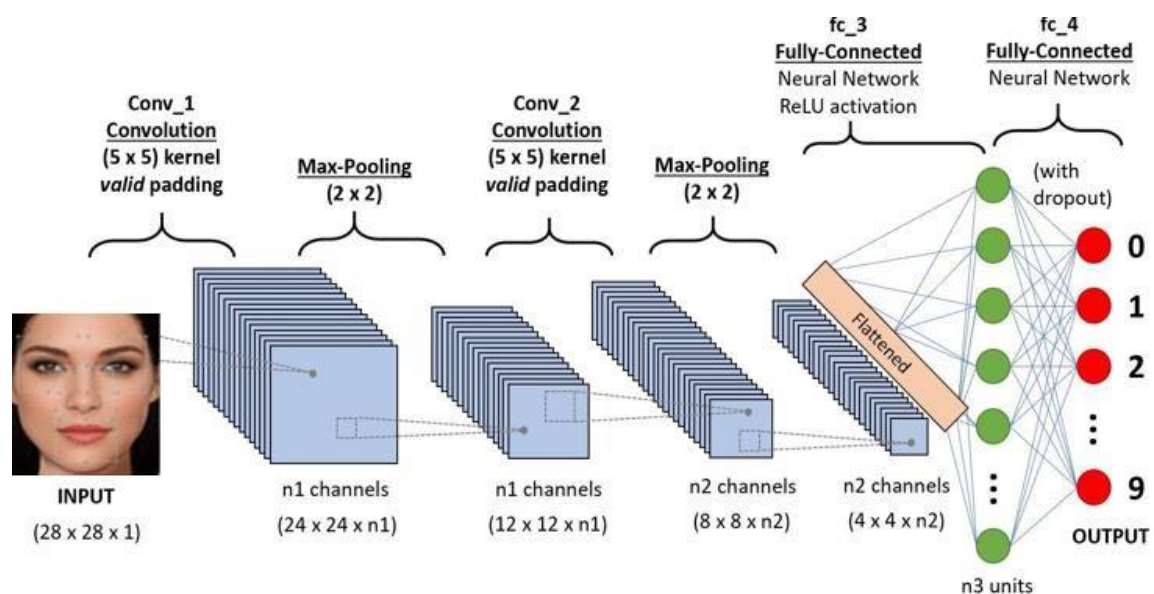 Conv_1
Convolution
(5 x 5) kernel
valid padding
Max-Pooling
(2 x 2)
Conv_2
Convolution
(5 x 5) kernel
valid padding
Max-Pooling
(2 x 2)
fc_3
Fully-Connected
Neural Network
ReLU activation
fc_4
Fully-Connected
Neural Network
(with
dropout)
Flattened
0
1
2
9
OUTPUT
INPUT
(28 x 28 x 1)
n1 channels
(24 x 24 x n1)
n1 channels
(12 x 12 x n1)
n2 channels
(8 x 8 x n2)
n2 channels
(4 x 4 x n2)
n3 units